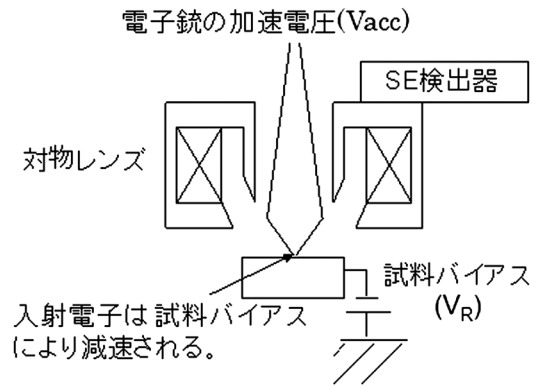 電子銃の加速電圧(Vacc)
SE検出器
対物レンズ
試料バイアス
(VR)
入射電子は試料バイアス
により減速される。